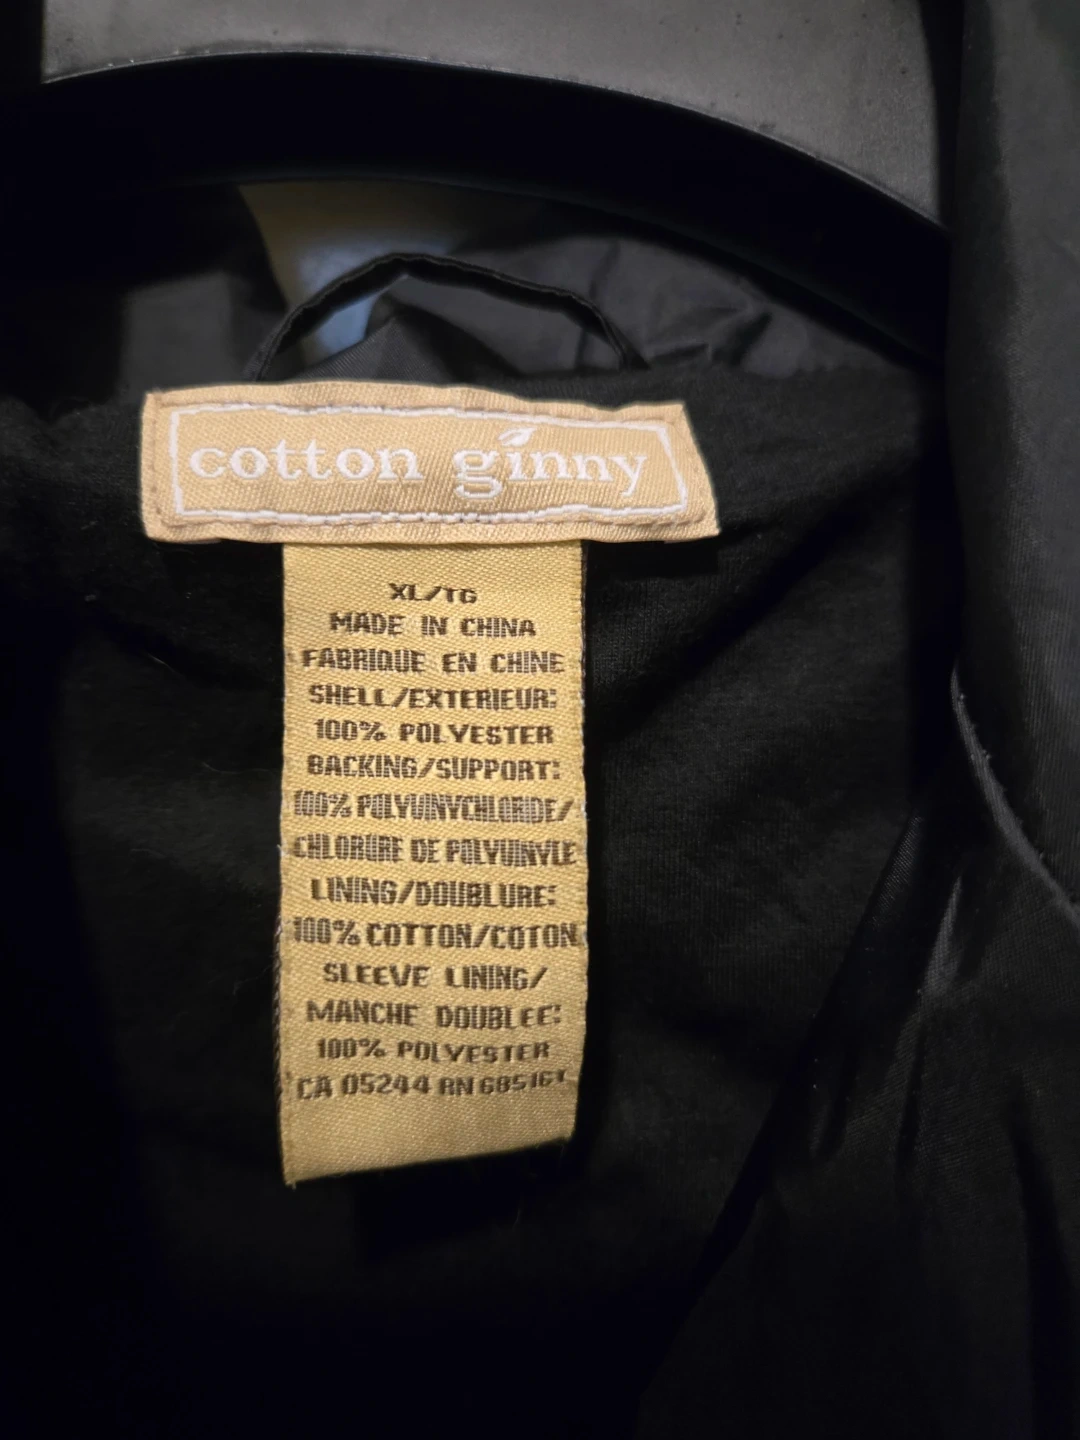 cotton ginny
XL/TG
MADE IN CHINA
FABRIQUE EN CHINE
SHELL/EXTERIEUR:
100% POLYESTER
BACKING/SUPPORT:
100% POLYVINYCHLORIDE/
CHLORURE DE POLYVINYLE
LINING/DOUBLURE:
100% COTTON/COTON
SLEEVE LINING/
MANCHE DOUBLEE:
100% POLYESTER
CA 05244 RN